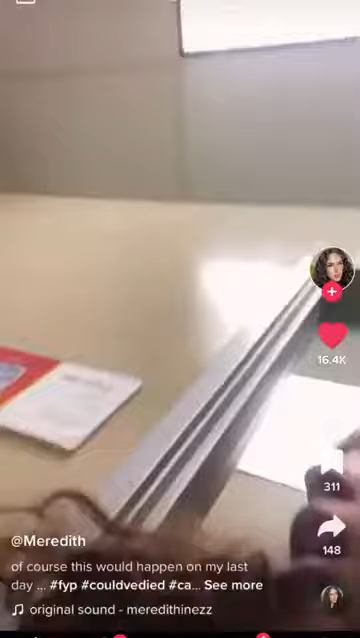 16.4K
311
148
@Meredith
of course this would happen on my last
day ... #fyp #couldvedied #ca... See more
original sound - meredithinezz